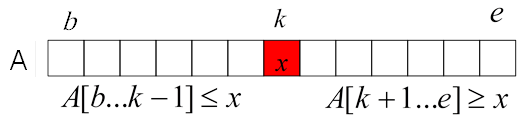 b k e
A x
A[b...k−1] ≤ x A[k+1...e] ≥ x